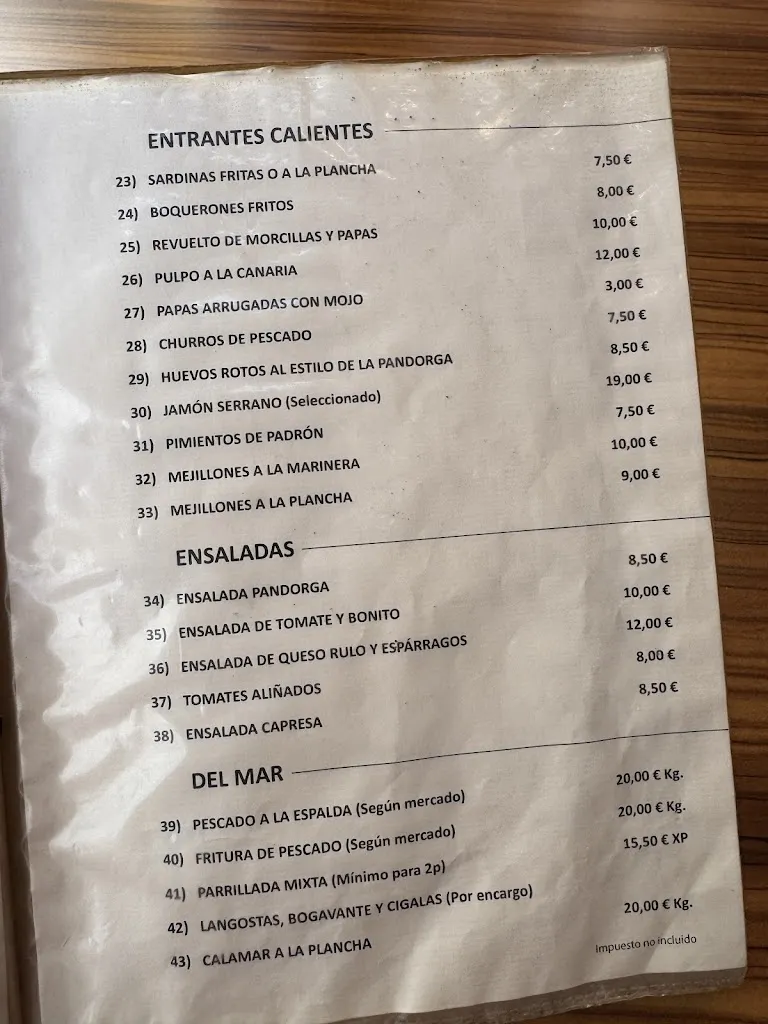 ENTRANTES CALIENTES
23) SARDINAS FRITAS O A LA PLANCHA 7,50 €
24) BOQUERONES FRITOS 8,00 €
25) REVUELTO DE MORCILLAS Y PAPAS 10,00 €
26) PULPO A LA CANARIA 12,00 €
27) PAPAS ARRUGADAS CON MOJO 3,00 €
28) CHURROS DE PESCADO 7,50 €
29) HUEVOS ROTOS AL ESTILO DE LA PANDORGA 8,50 €
30) JAMÓN SERRANO (Seleccionado) 19,00 €
31) PIMIENTOS DE PADRÓN 7,50 €
32) MEJILLONES A LA MARINERA 10,00 €
33) MEJILLONES A LA PLANCHA 9,00 €
ENSALADAS
34) ENSALADA PANDORGA 8,50 €
35) ENSALADA DE TOMATE Y BONITO 10,00 €
36) ENSALADA DE QUESO RULO Y ESPÁRRAGOS 12,00 €
37) TOMATES ALIÑADOS 8,00 €
38) ENSALADA CAPRESA 8,50 €
DEL MAR
39) PESCADO A LA ESPALDA (Según mercado) 20,00 € Kg.
40) FRITURA DE PESCADO (Según mercado) 20,00 € Kg.
41) PARRILLADA MIXTA (Mínimo para 2p) 15,50 € XP
42) LANGOSTAS, BOGAVANTE Y CIGALAS (Por encargo)
43) CALAMAR A LA PLANCHA 20,00 € Kg.
Impuesto no incluido